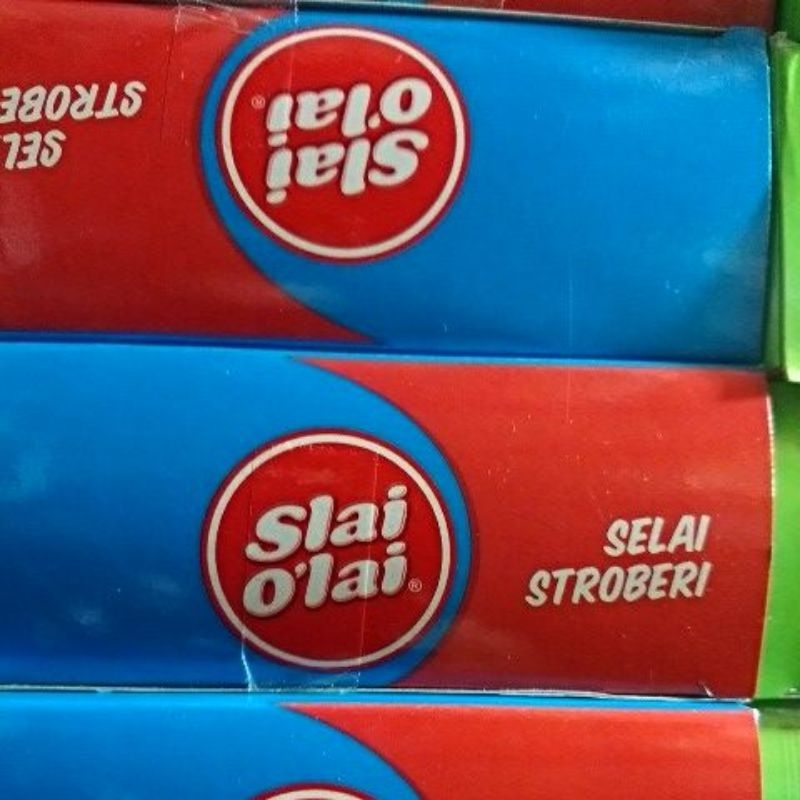 Slai
o'lai®
STROBE
SEL
Slai
o'lai®
SELAI
STROBERI